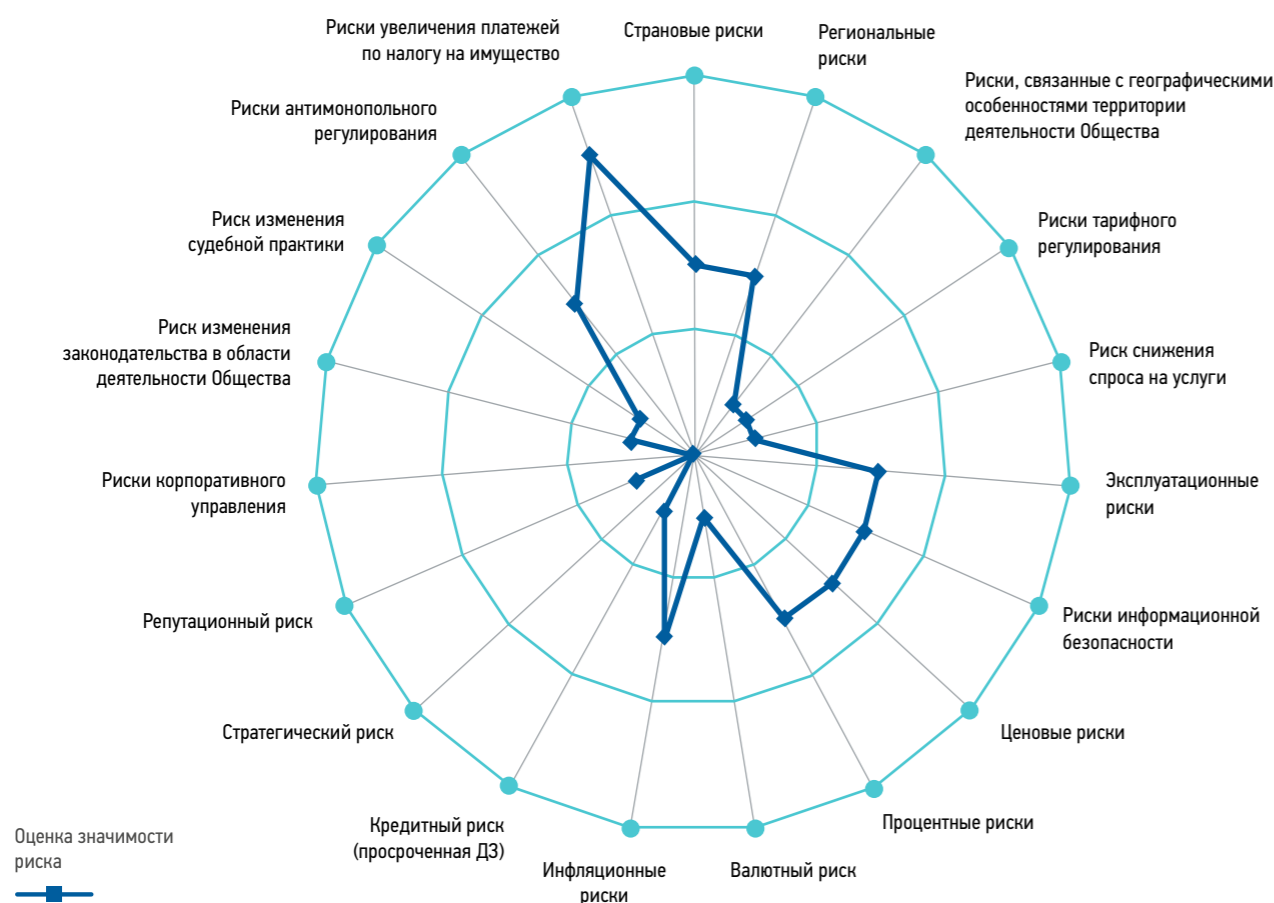 Риски увеличения платежей
по налогу на имущество
Страновые риски
Региональные
риски
Риски, связанные с географическими
особенностями территории
деятельности Общества
Риски тарифного
регулирования
Риск снижения
спроса на услуги
Эксплуатационные
риски
Риски информационной
безопасности
Ценовые риски
Процентные риски
Валютный риск
Инфляционные
риски
Кредитный риск
(просроченная ДЗ)
Стратегический риск
Репутационный риск
Риски корпоративного
управления
Риск изменения
законодательства в области
деятельности Общества
Риск изменения
судебной практики
Риски антимонопольного
регулирования
Оценка значимости
риска